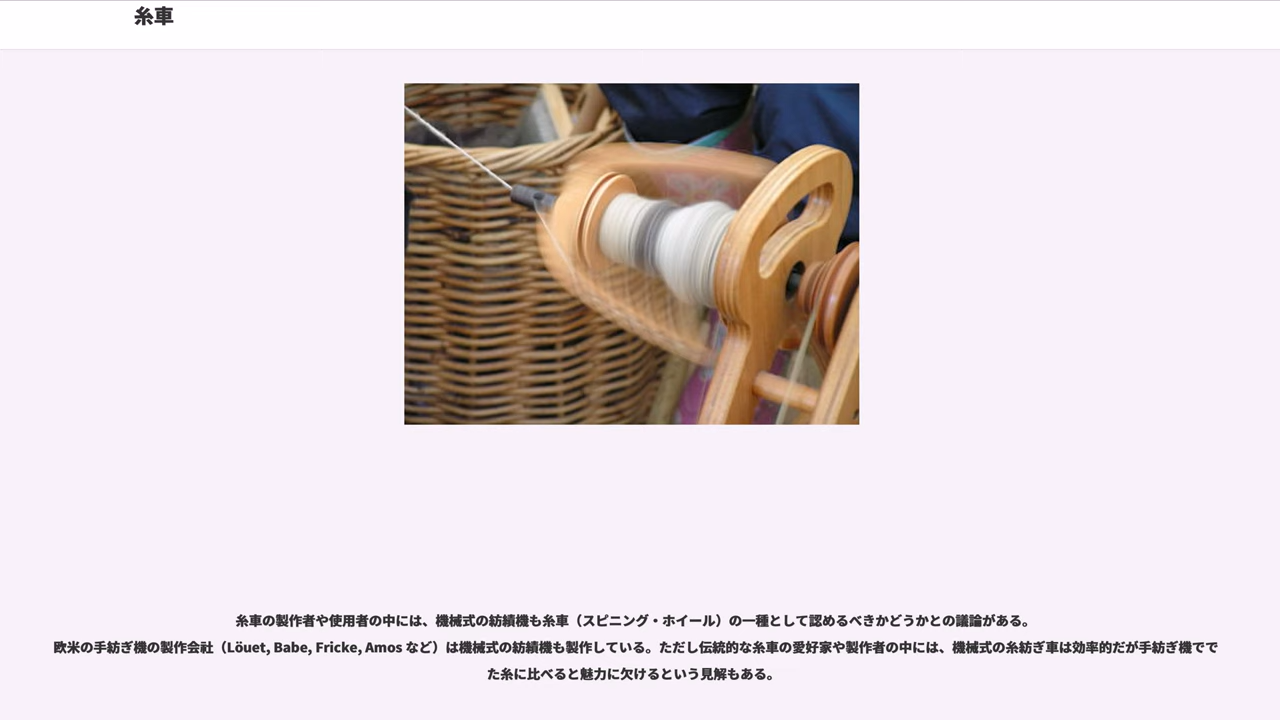 糸車
糸車の製作者や使用者の中には、機械式の紡績機も糸車（スピニング・ホイール）の一種として認めるべきかどうかとの議論がある。
欧米の手紡ぎ機の製作会社（Löuet, Babe, Fricke, Amos など）は機械式の紡績機も製作している。ただし伝統的な糸車の愛好家や製作者の中には、機械式の糸紡ぎ車は効率的だが手紡ぎ機でで
た糸に比べると魅力に欠けるという見解もある。